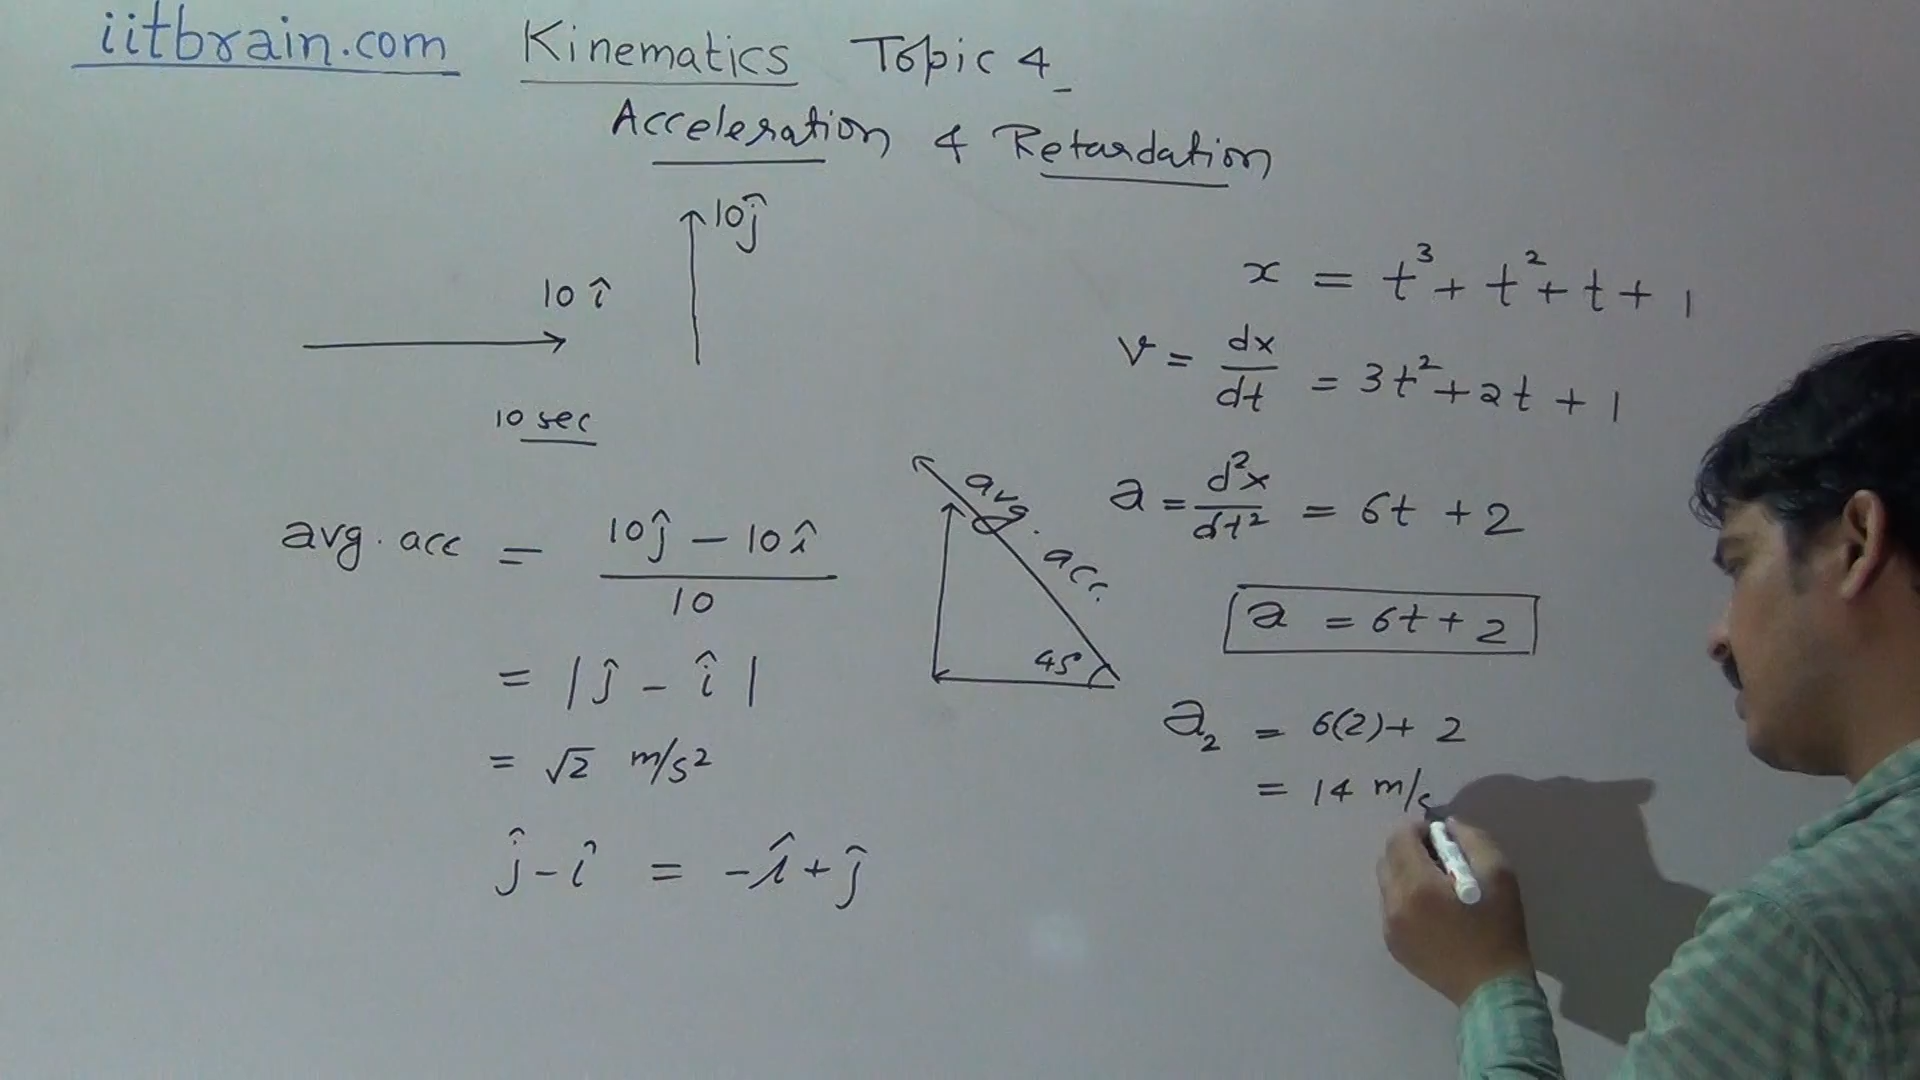 iitbrain.com Kinematics Topic 4
Acceleration & Retardation
10ĵ
10 î
10 sec
avg. acc = 10ĵ – 10î / 10
= |ĵ – î|
= √2 m/s²
ĵ – î = –î + ĵ
avg. acc.
45°
x = t³ + t² + t + 1
v = dx/dt = 3t² + 2t + 1
a = d²x/dt² = 6t + 2
a = 6t + 2
a₂ = 6(2) + 2
= 14 m/s